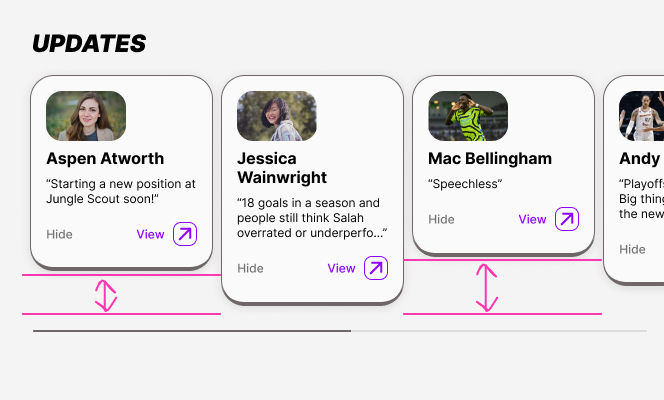 UPDATES
Aspen Atworth
“Starting a new position at
Jungle Scout soon!”
Hide
View
Jessica
Wainwright
“18 goals in a season and
people still think Salah
overrated or underperfo...”
Hide
View
Mac Bellingham
“Speechless”
Hide
View
Andy
“Playoffs
Big thing
the new
Hide